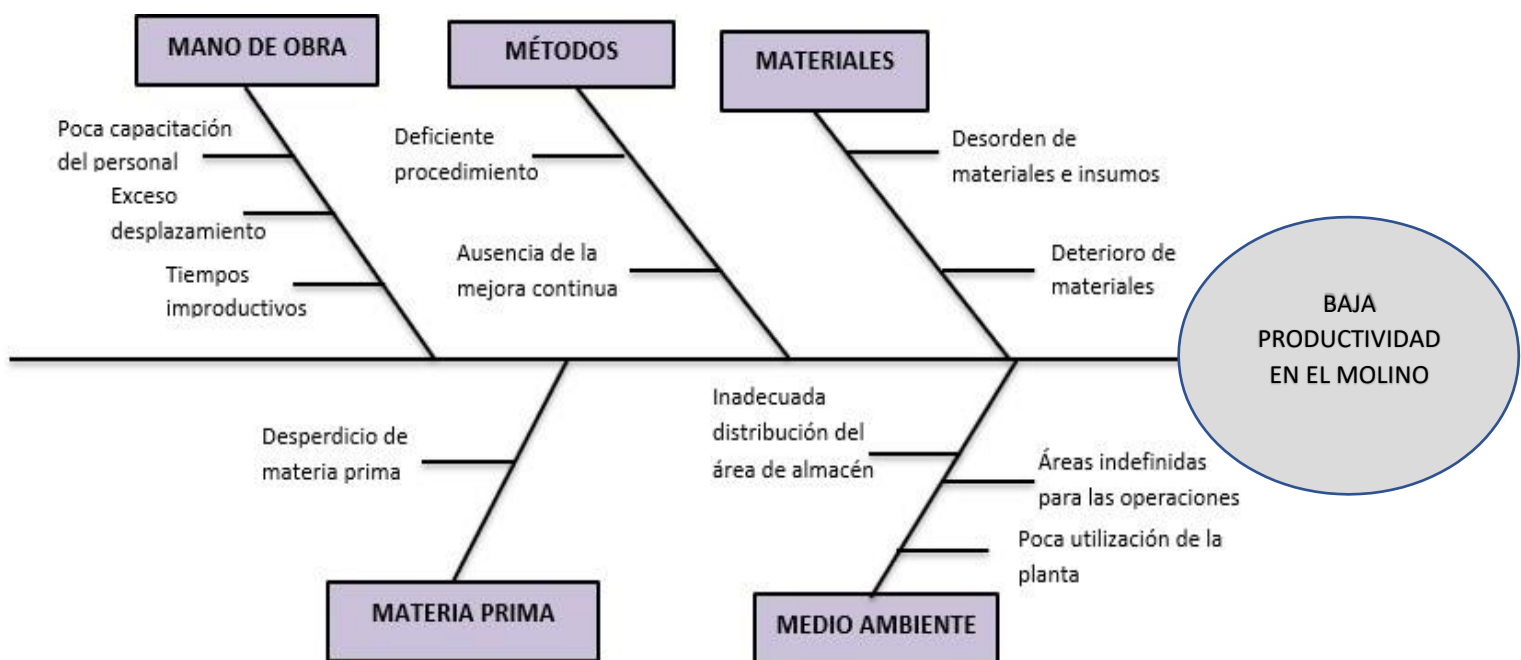 MANO DE OBRA
MÉTODOS
MATERIALES
Poca capacitación
del personal
Exceso
desplazamiento
Tiempos
improductivos
Deficiente
procedimiento
Ausencia de la
mejora continua
Desorden de
materiales e insumos
Deterioro de
materiales
BAJA
PRODUCTIVIDAD
EN EL MOLINO
Desperdicio de
materia prima
Inadecuada
distribución del
área de almacén
Áreas indefinidas
para las operaciones
Poca utilización de la
planta
MATERIA PRIMA
MEDIO AMBIENTE